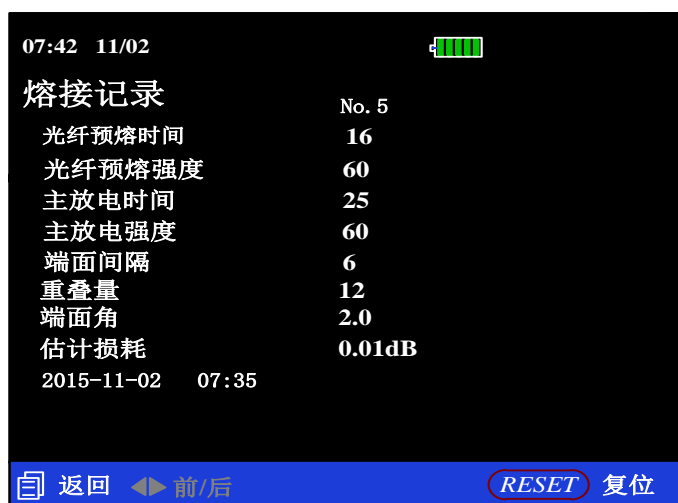 07:42 11/02
熔接记录 No.5
光纤预熔时间 16
光纤预熔强度 60
主放电时间 25
主放电强度 60
端面间隔 6
重叠量 12
端面角 2.0
估计损耗 0.01dB
2015-11-02 07:35
返回 前/后 RESET 复位